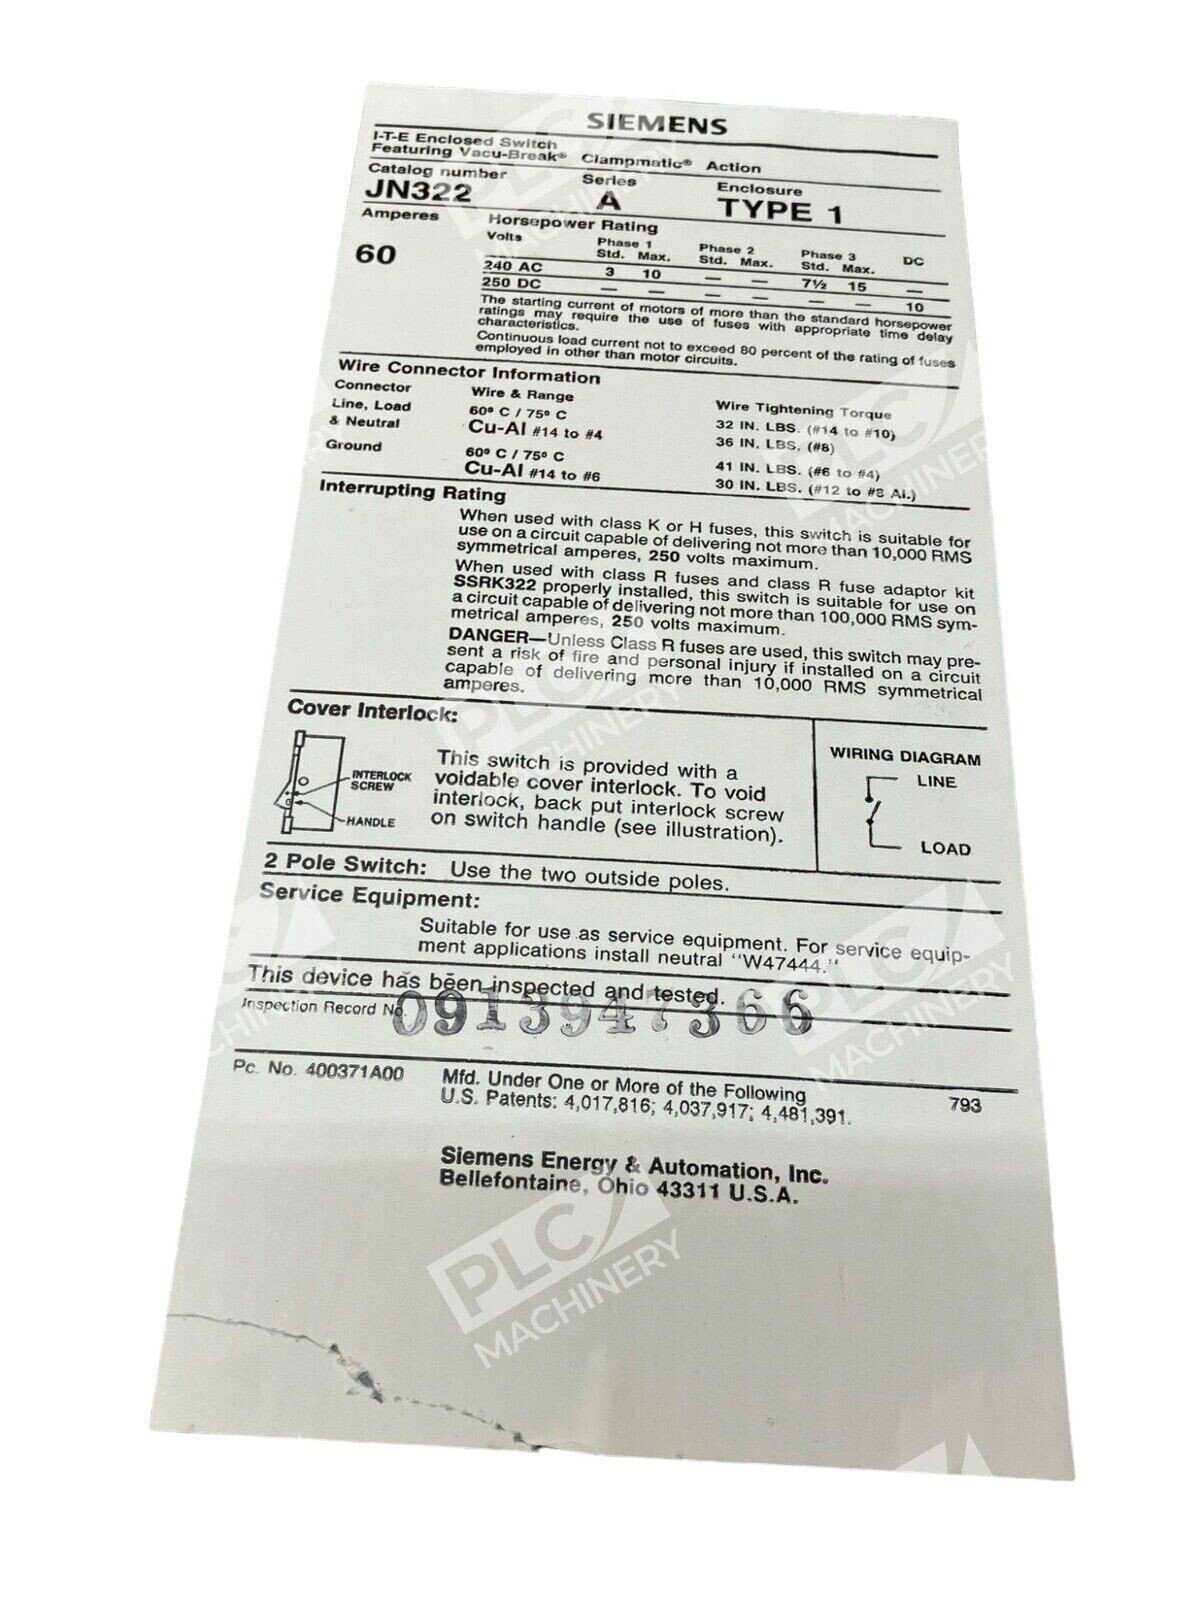 SIEMENS
I-T-E Enclosed Switch
Featuring Vacu-Break® Clampmatic® Action
Catalog number Series Enclosure
JN322 A TYPE 1
Amperes Horsepower Rating
60
Volts Phase 1 Phase 2 Phase 3 DC
Std. Max. Std. Max. Std. Max.
240 AC 3 10 — — 7½ 15 —
250 DC — — — — — — 10
The starting current of motors of more than the standard horsepower
ratings may require the use of fuses with appropriate time delay
characteristics.
Continuous load current not to exceed 80 percent of the rating of fuses
employed in other than motor circuits.
Wire Connector Information
Connector Wire & Range Wire Tightening Torque
Line, Load 60° C / 75° C 32 IN. LBS. (#14 to #10)
& Neutral Cu-Al #14 to #4 36 IN. LBS. (#8)
Ground 60° C / 75° C 41 IN. LBS. (#6 to #4)
Cu-Al #14 to #6 30 IN. LBS. (#12 to #8 Al.)
Interrupting Rating
When used with class K or H fuses, this switch is suitable for
use on a circuit capable of delivering not more than 10,000 RMS
symmetrical amperes, 250 volts maximum.
When used with class R fuses and class R fuse adaptor kit
SSRK322 properly installed, this switch is suitable for use on
a circuit capable of delivering not more than 100,000 RMS sym-
metrical amperes, 250 volts maximum.
DANGER—Unless Class R fuses are used, this switch may pre-
sent a risk of fire and personal injury if installed on a circuit
capable of delivering more than 10,000 RMS symmetrical
amperes.
Cover Interlock:
INTERLOCK
SCREW
HANDLE
This switch is provided with a
voidable cover interlock. To void
interlock, back put interlock screw
on switch handle (see illustration).
WIRING DIAGRAM
LINE
LOAD
2 Pole Switch: Use the two outside poles.
Service Equipment:
Suitable for use as service equipment. For service equip-
ment applications install neutral "W47444."
This device has been inspected and tested.
Inspection Record No. 0913947366
Pc. No. 400371A00 Mfd. Under One or More of the Following 793
U.S. Patents: 4,017,816; 4,037,917; 4,481,391.
Siemens Energy & Automation, Inc.
Bellefontaine, Ohio 43311 U.S.A.
PLC
MACHINERY